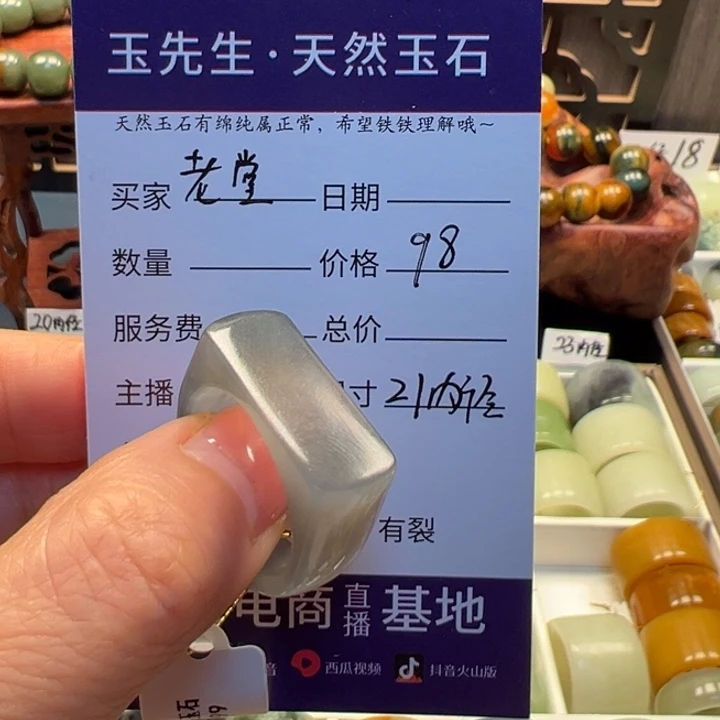 玉先生·天然玉石
天然玉石有绵纯属正常，希望铁铁理解哦～
买家 老堂 日期
数量 价格 98
服务费 总价
主播 寸 21内径
有裂
电商 直播 基地
音 西瓜视频 抖音火山版
20内径
23内径
18
玉石